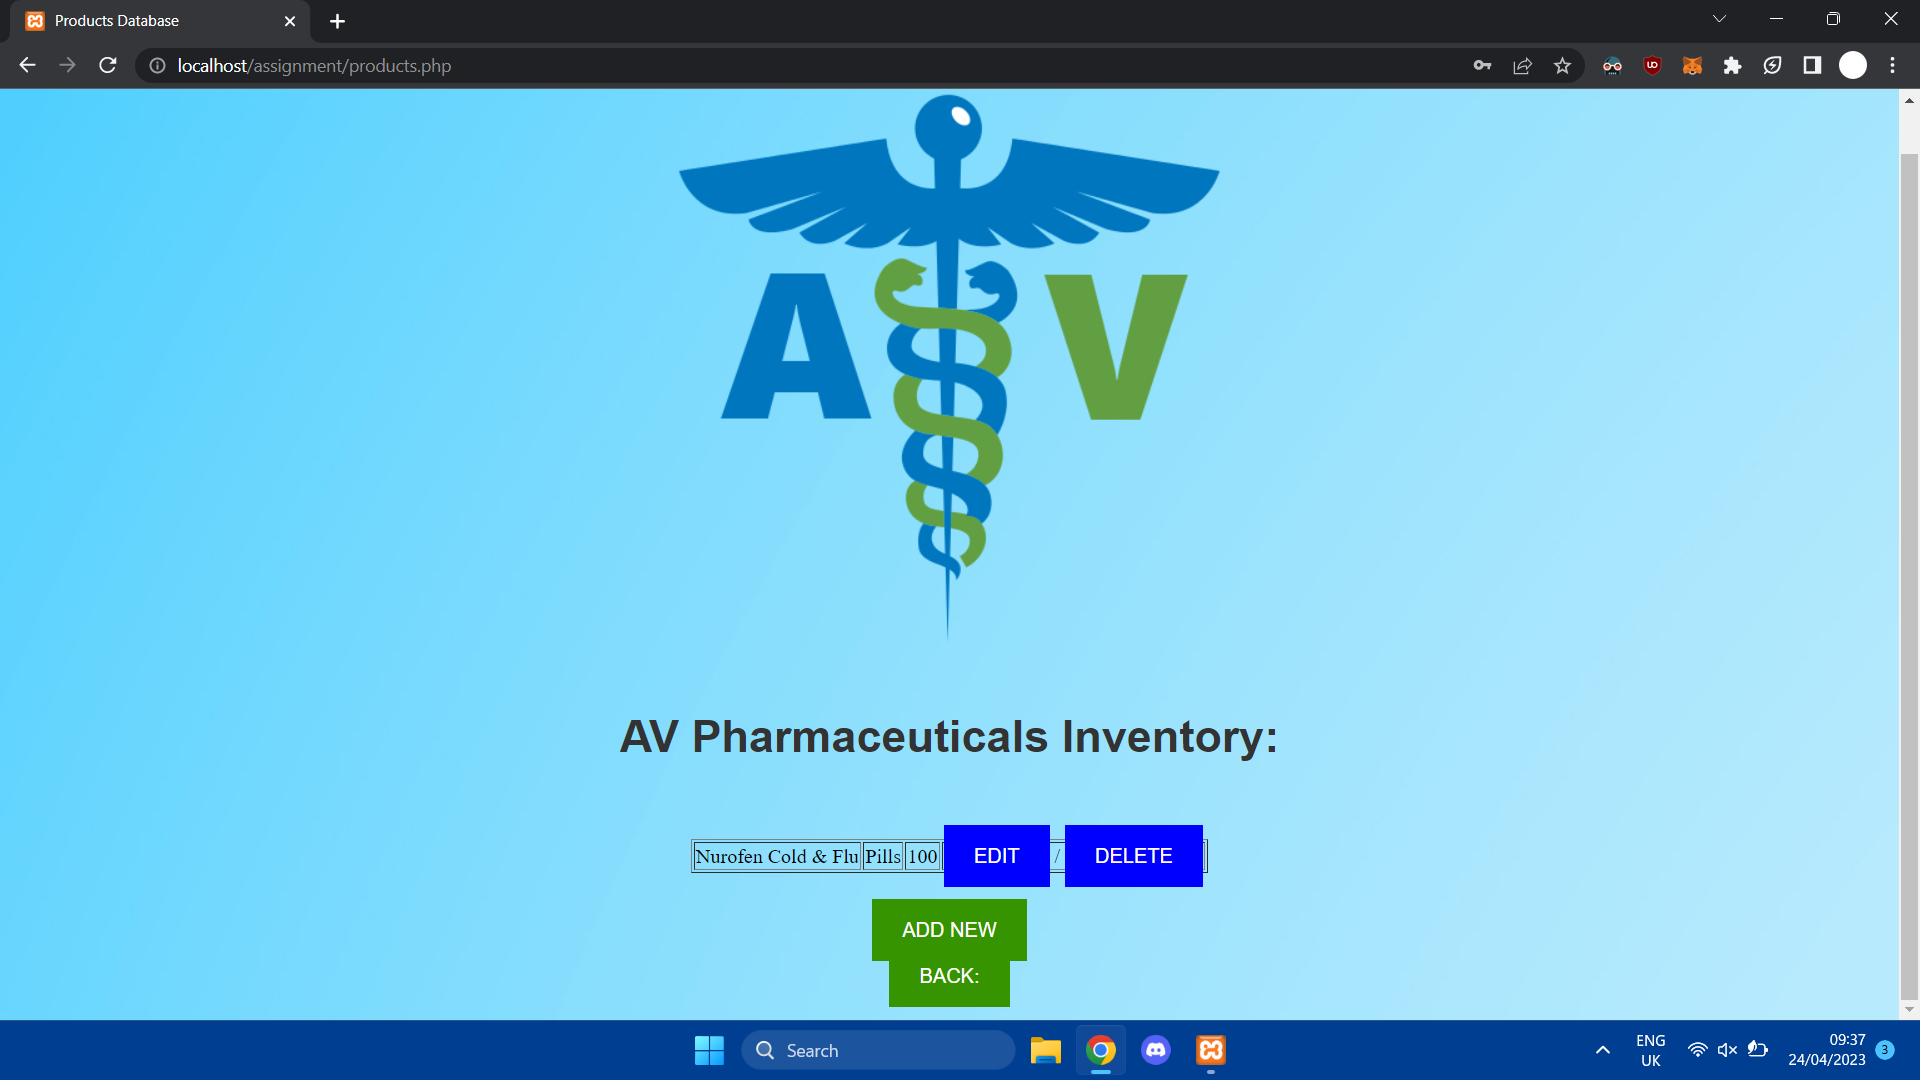 Products Database
localhost/assignment/products.php
A V
AV Pharmaceuticals Inventory:
Nurofen Cold & Flu Pills 100 EDIT / DELETE
ADD NEW
BACK:
Search
ENG
UK
09:37
24/04/2023
3